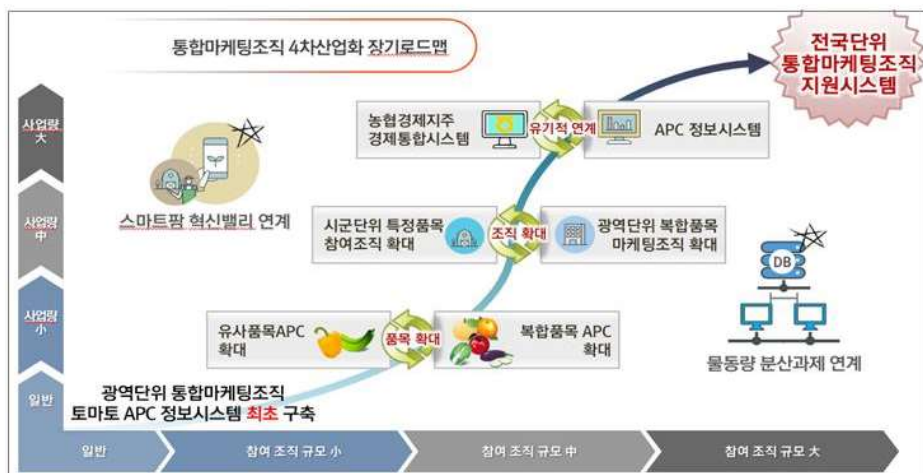 통합마케팅조직 4차산업화 장기로드맵
전국단위
통합마케팅조직
지원시스템
사업량
大
농협경제지주
경제통합시스템
유기적 연계
APC 정보시스템
스마트팜 혁신밸리 연계
사업량
中
시군단위 특정품목
참여조직 확대
조직 확대
광역단위 복합품목
마케팅조직 확대
DB
사업량
小
유사품목APC
확대
품목 확대
복합품목 APC
확대
물동량 분산과제 연계
일반
광역단위 통합마케팅조직
토마토 APC 정보시스템 최초 구축
일반
참여 조직 규모 小
참여 조직 규모 中
참여 조직 규모 大